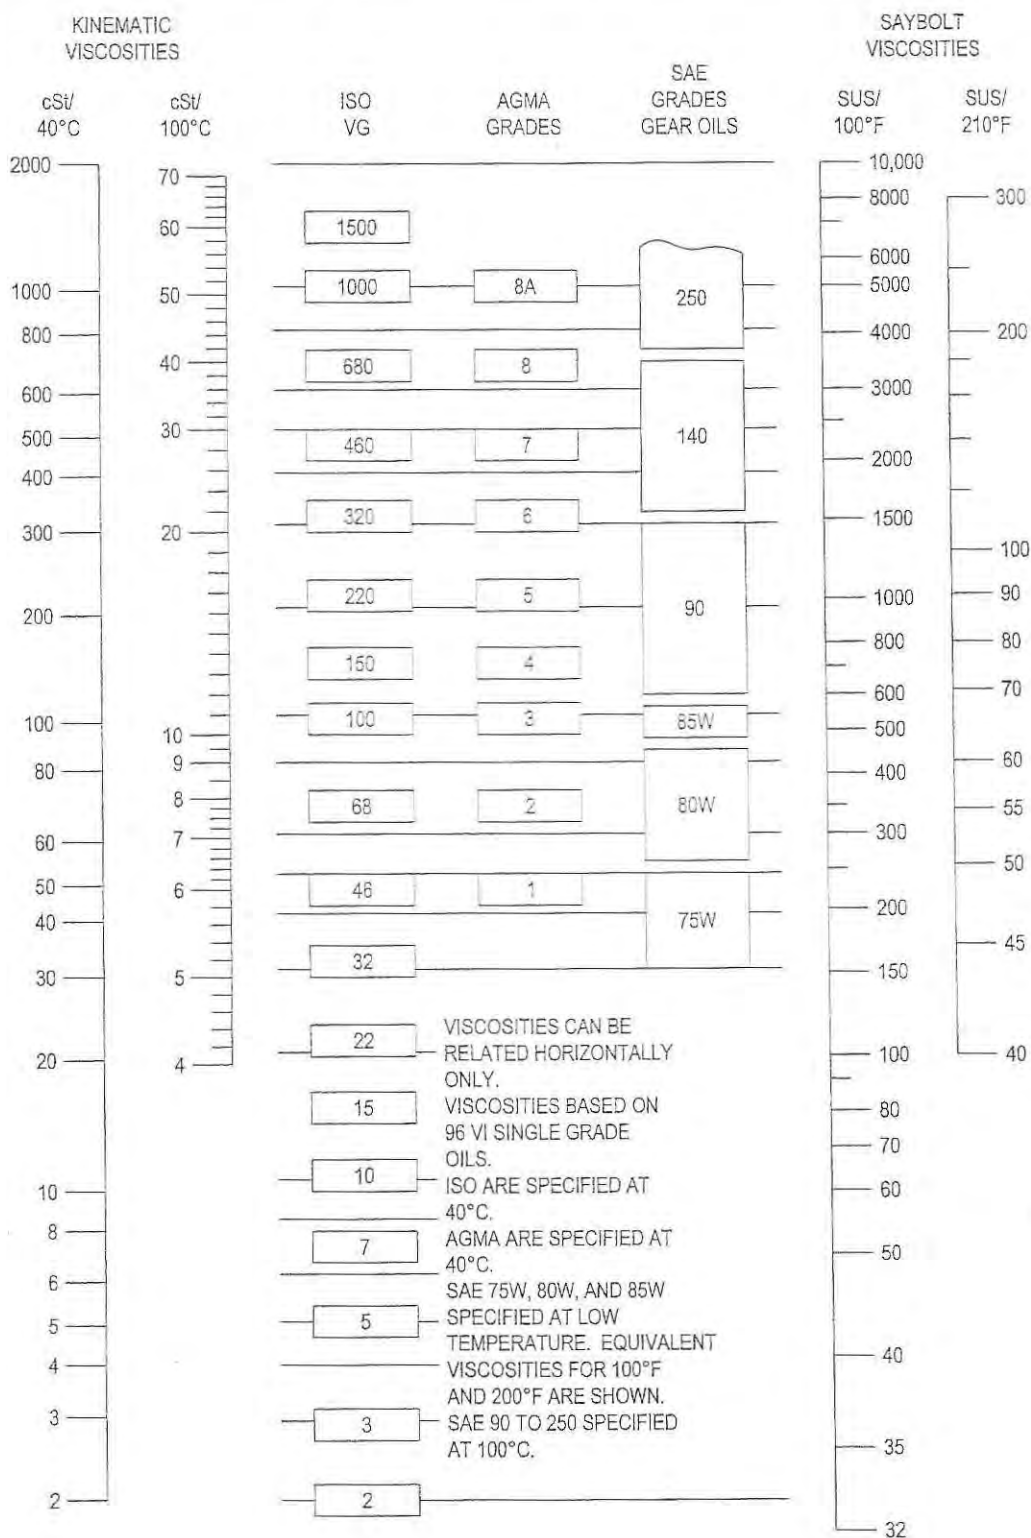 KINEMATIC
VISCOSITIES
SAYBOLT
VISCOSITIES
cSt/
40°C
cSt/
100°C
ISO
VG
AGMA
GRADES
SAE
GRADES
GEAR OILS
SUS/
100°F
SUS/
210°F
2000
1000
800
600
500
400
300
200
100
80
60
50
40
30
20
10
8
6
5
4
3
2
70
60
50
40
30
20
10
9
8
7
6
5
4
1500
1000
680
460
320
220
150
100
68
46
32
22
15
10
7
5
3
2
8A
8
7
6
5
4
3
2
1
250
140
90
85W
80W
75W
VISCOSITIES CAN BE
RELATED HORIZONTALLY
ONLY.
VISCOSITIES BASED ON
96 VI SINGLE GRADE
OILS.
ISO ARE SPECIFIED AT
40°C.
AGMA ARE SPECIFIED AT
40°C.
SAE 75W, 80W, AND 85W
SPECIFIED AT LOW
TEMPERATURE. EQUIVALENT
VISCOSITIES FOR 100°F
AND 200°F ARE SHOWN.
SAE 90 TO 250 SPECIFIED
AT 100°C.
10,000
8000
6000
5000
4000
3000
2000
1500
1000
800
600
500
400
300
200
150
100
80
70
60
50
40
35
32
300
200
100
90
80
70
60
55
50
45
40